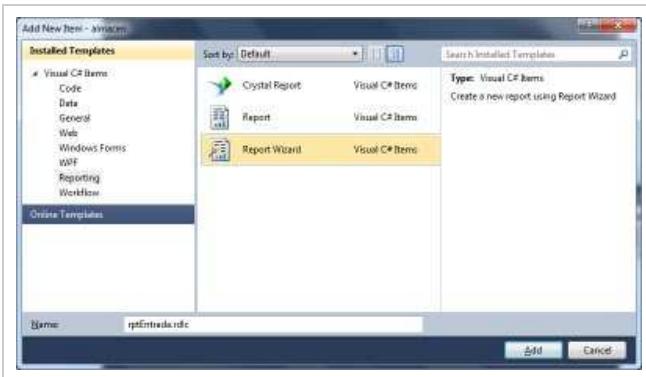 Add New Item - almacen
Installed Templates
Sort by: Default
Search Installed Templates
Visual C# Items
Code
Data
General
Web
Windows Forms
WPF
Reporting
Workflow
Online Templates
Crystal Report Visual C# Items
Report Visual C# Items
Report Wizard Visual C# Items
Type: Visual C# Items
Create a new report using Report Wizard
Name: rptEntrada.rdlc
Add Cancel